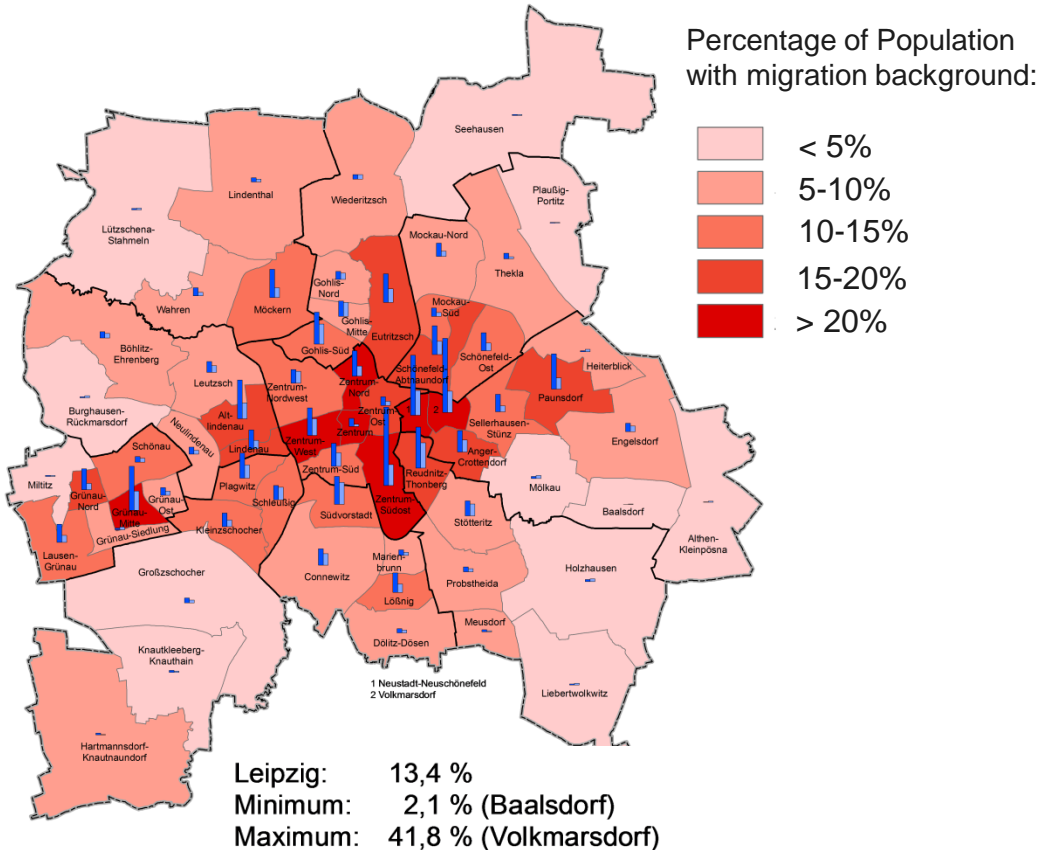 Percentage of Population
with migration background:
< 5%
5-10%
10-15%
15-20%
> 20%
Seehausen
Lindenthal
Wiederitzsch
Plaußig-
Portitz
Lützschena-
Stahmeln
Mockau-Nord
Thekla
Wahren
Möckern
Gohlis-
Nord
Gohlis-
Mitte
Eutritzsch
Mockau-
Süd
Böhlitz-
Ehrenberg
Gohlis-Süd
Schönefeld-
Abtnaundorf
Schönefeld-
Ost
Heiterblick
Leutzsch
Zentrum-
Nordwest
Zentrum-
Nord
Paunsdorf
Burghausen-
Rückmarsdorf
Alt-
lindenau
Zentrum-
Ost
2
Sellerhausen-
Stünz
Engelsdorf
Neulindenau
Lindenau
Zentrum-
West
Zentrum
Anger-
Crottendorf
Schönau
Zentrum-Süd
Reudnitz-
Thonberg
Miltitz
Grünau-
Nord
Plagwitz
Schleußig
Mölkau
Grünau-
Mitte
Grünau-
Ost
Südvorstadt
Zentrum-
Südost
Baalsdorf
Grünau-Siedlung
Kleinzschocher
Stötteritz
Althen-
Kleinpösna
Lausen-
Grünau
Großzschocher
Connewitz
Marien-
brunn
Probstheida
Holzhausen
Lößnig
Meusdorf
Dölitz-Dösen
Knautkleeberg-
Knauthain
Liebertwolkwitz
1 Neustadt-Neuschönefeld
2 Volkmarsdorf
Hartmannsdorf-
Knautnaundorf
Leipzig: 13,4 %
Minimum: 2,1 % (Baalsdorf)
Maximum: 41,8 % (Volkmarsdorf)